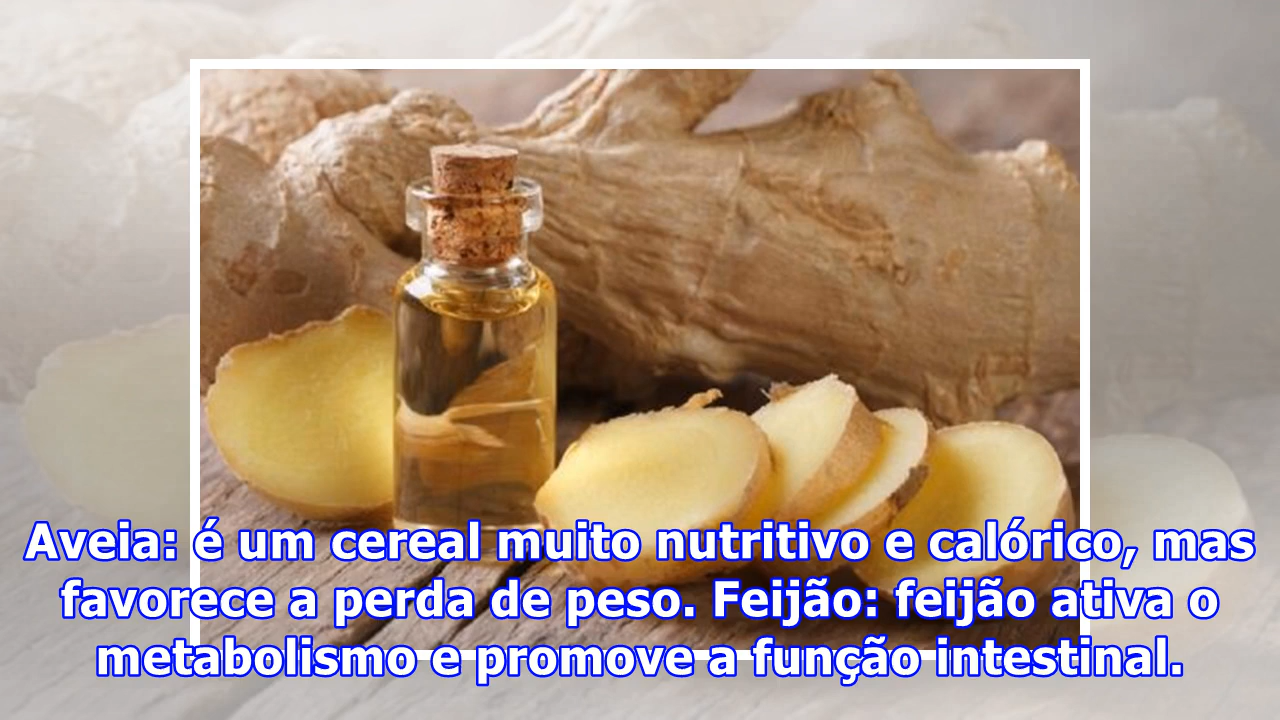 Aveia: é um cereal muito nutritivo e calórico, mas
favorece a perda de peso. Feijão: feijão ativa o
metabolismo e promove a função intestinal.